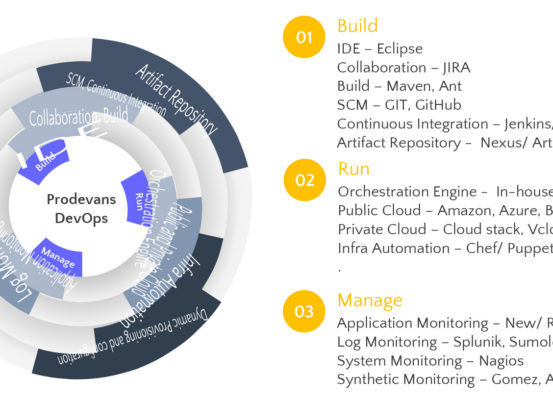 Artifact Repository
SCM, Continuous Integration
Collaboration, Build
IDE
Build
Prodevans
DevOps
Run
Orchestration Engine
Public and Private
Infra Automation
Dynamic Provisioning and configuration
Manage
Application Monitoring
Log
01
Build
IDE – Eclipse
Collaboration – JIRA
Build – Maven, Ant
SCM – GIT, GitHub
Continuous Integration – Jenkins/
Artifact Repository - Nexus/ Art
02
Run
Orchestration Engine - In-house
Public Cloud – Amazon, Azure, B
Private Cloud – Cloud stack, Vclo
Infra Automation – Chef/ Puppet
.
03
Manage
Application Monitoring – New/ R
Log Monitoring – Splunik, Sumolo
System Monitoring – Nagios
Synthetic Monitoring – Gomez, A